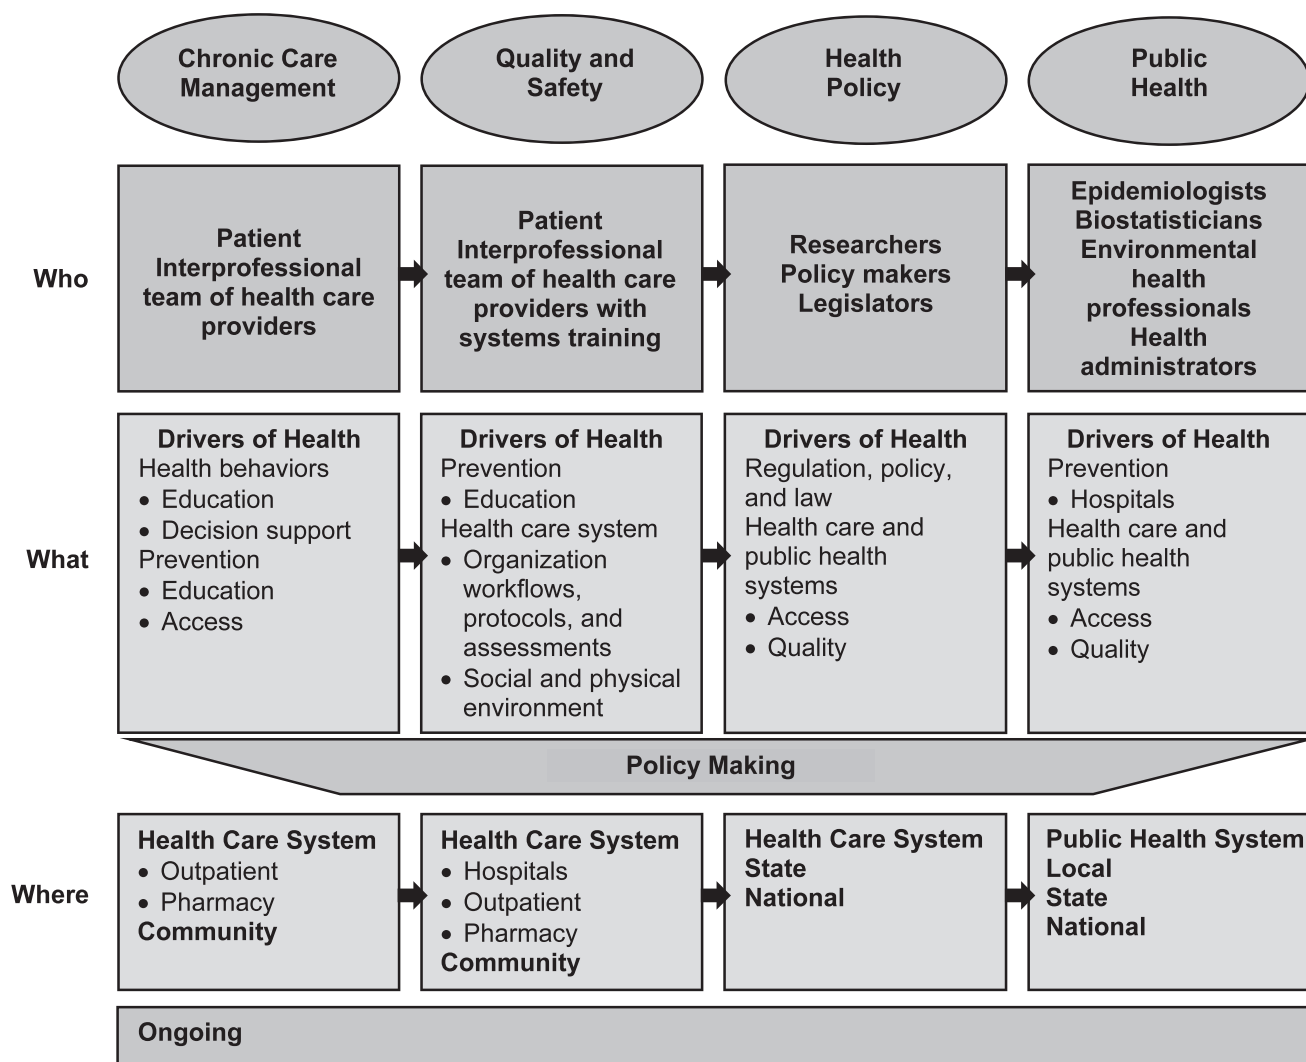 Chronic Care
Management
Quality and
Safety
Health
Policy
Public
Health
Who
Patient
Interprofessional
team of health care
providers
Patient
Interprofessional
team of health care
providers with
systems training
Researchers
Policy makers
Legislators
Epidemiologists
Biostatisticians
Environmental
health
professionals
Health
administrators
What
Drivers of Health
Health behaviors
• Education
• Decision support
Prevention
• Education
• Access
Drivers of Health
Prevention
• Education
Health care system
• Organization
workflows,
protocols, and
assessments
• Social and physical
environment
Drivers of Health
Regulation, policy,
and law
Health care and
public health
systems
• Access
• Quality
Drivers of Health
Prevention
• Hospitals
Health care and
public health
systems
• Access
• Quality
Policy Making
Where
Health Care System
• Outpatient
• Pharmacy
Community
Health Care System
• Hospitals
• Outpatient
• Pharmacy
Community
Health Care System
State
National
Public Health System
Local
State
National
Ongoing